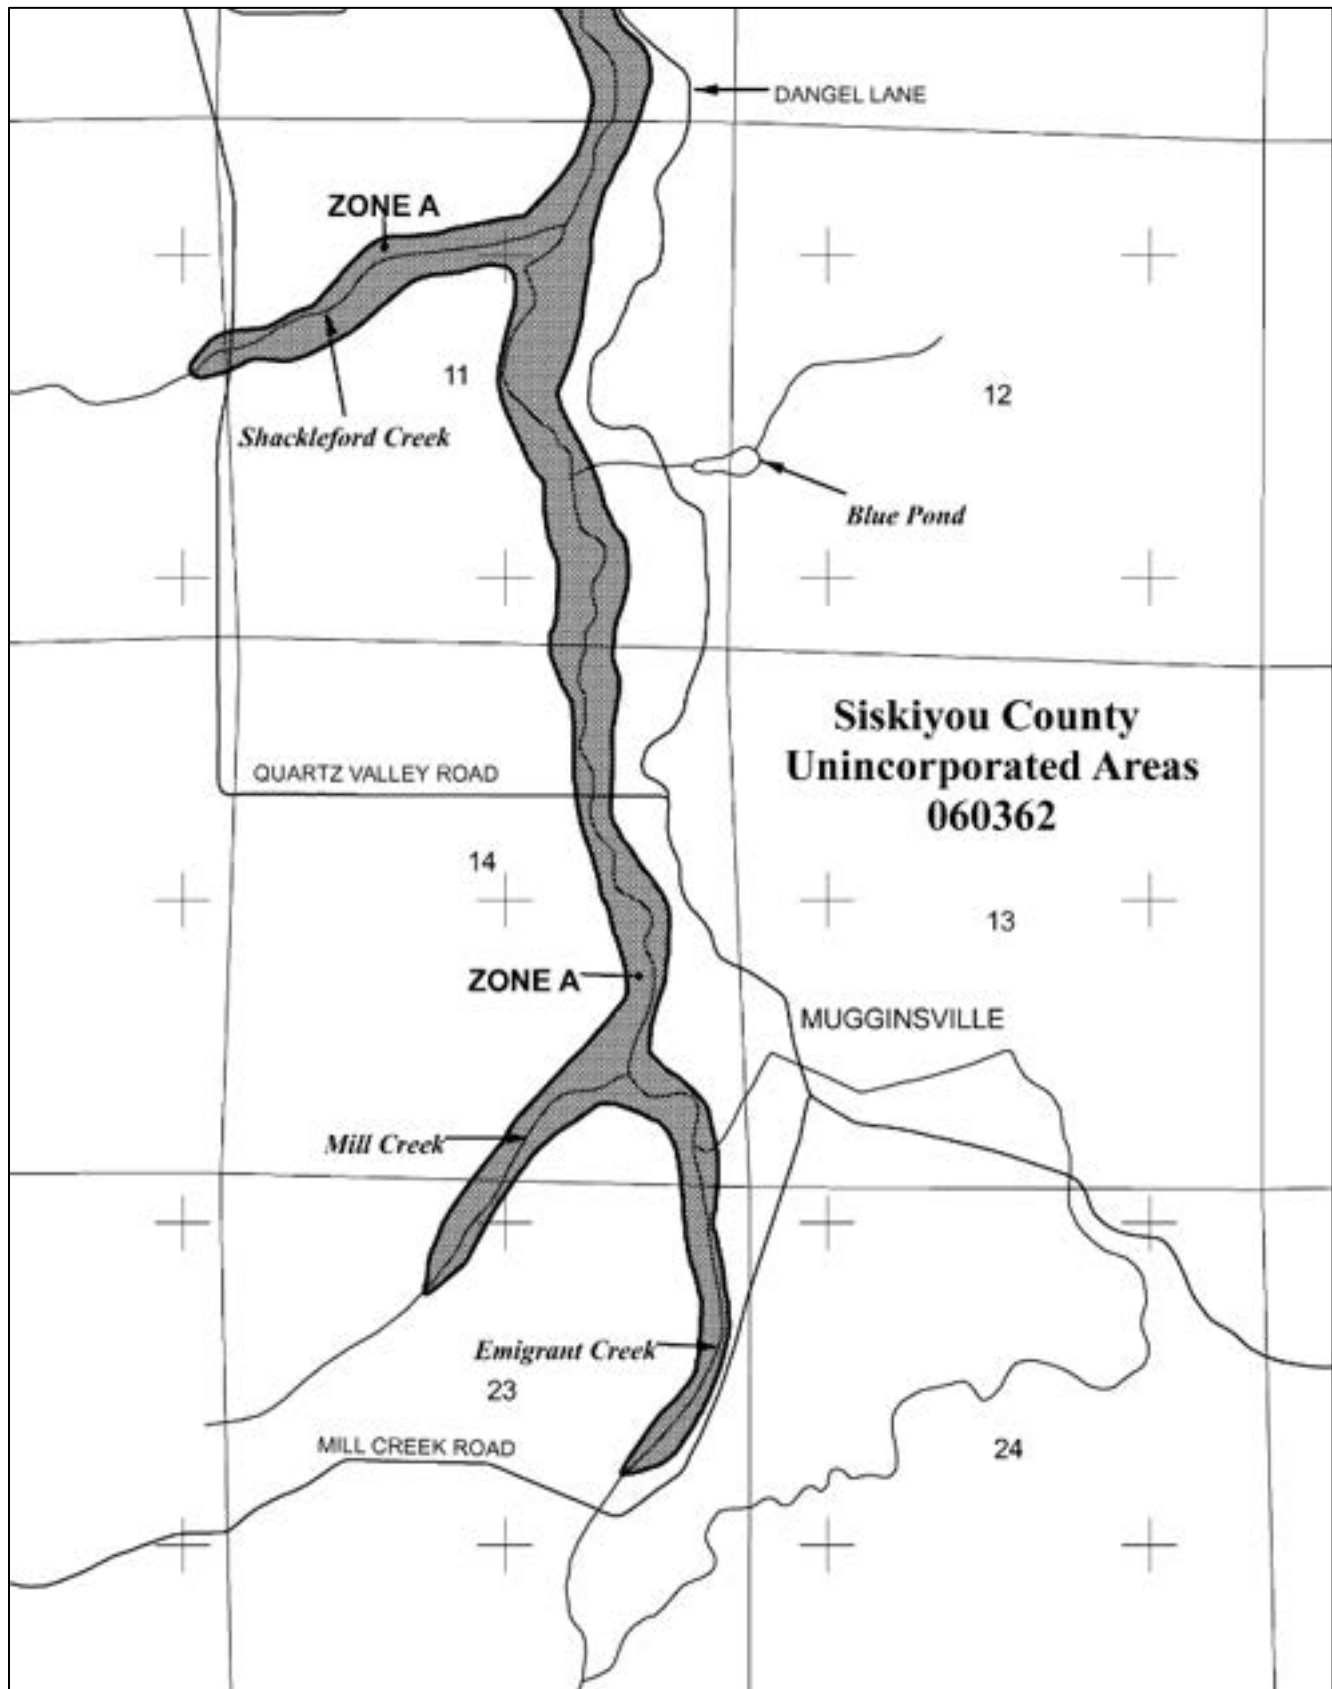 DANGEL LANE
ZONE A
11
12
Shackleford Creek
Blue Pond
Siskiyou County
Unincorporated Areas
060362
QUARTZ VALLEY ROAD
14
13
ZONE A
MUGGINSVILLE
Mill Creek
Emigrant Creek
23
MILL CREEK ROAD
24